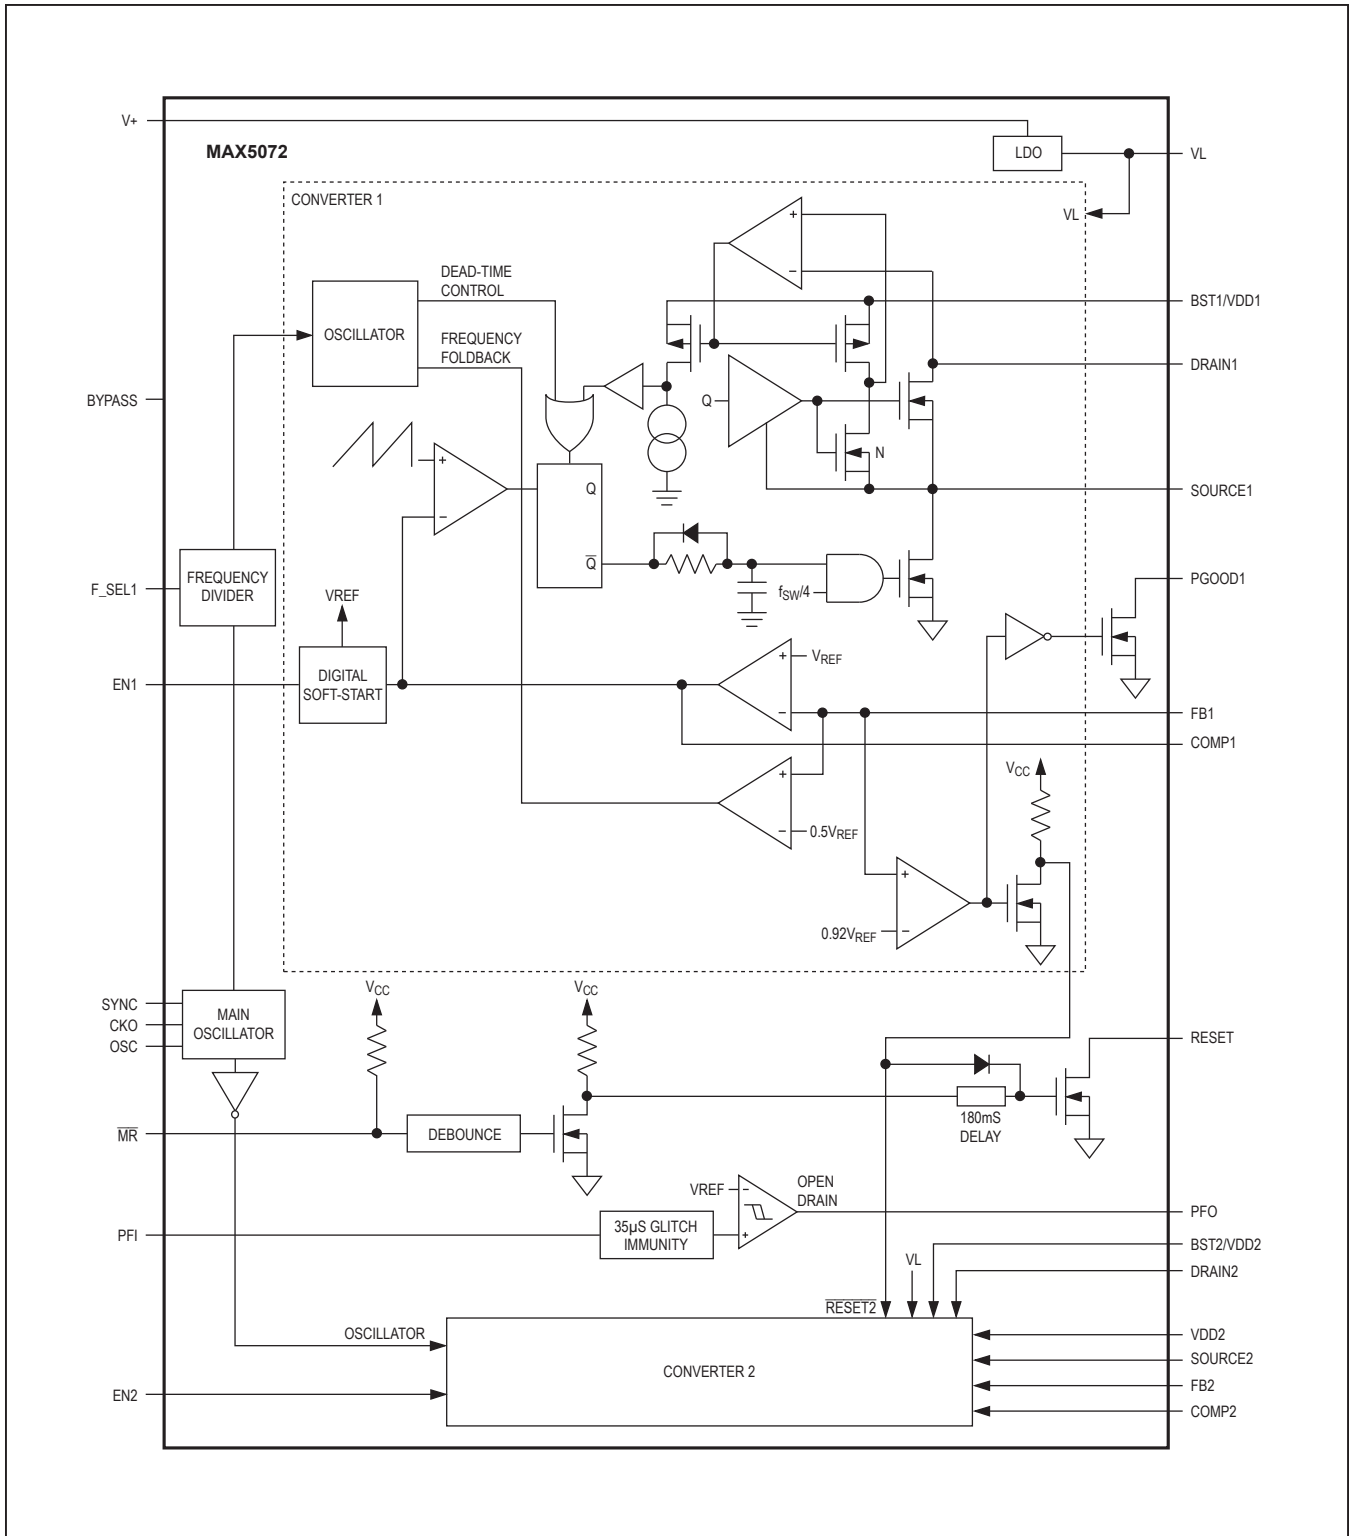 V+
MAX5072
LDO
VL
CONVERTER 1
VL
+
−
DEAD-TIME
CONTROL
OSCILLATOR
FREQUENCY
FOLDBACK
BST1/VDD1
DRAIN1
BYPASS
Q
N
+
−
Q
Q̅
SOURCE1
FREQUENCY
DIVIDER
F_SEL1
VREF
fSW/4
PGOOD1
EN1
DIGITAL
SOFT-START
+
VREF
−
FB1
COMP1
+
−
0.5VREF
VCC
+
0.92VREF
−
SYNC
CKO
OSC
MAIN
OSCILLATOR
VCC
VCC
RESET
180mS
DELAY
M̅R̅
DEBOUNCE
VREF
−
+
OPEN
DRAIN
PFO
PFI
35µS GLITCH
IMMUNITY
BST2/VDD2
VL
DRAIN2
R̅E̅S̅E̅T̅2̅
OSCILLATOR
CONVERTER 2
VDD2
SOURCE2
FB2
COMP2
EN2